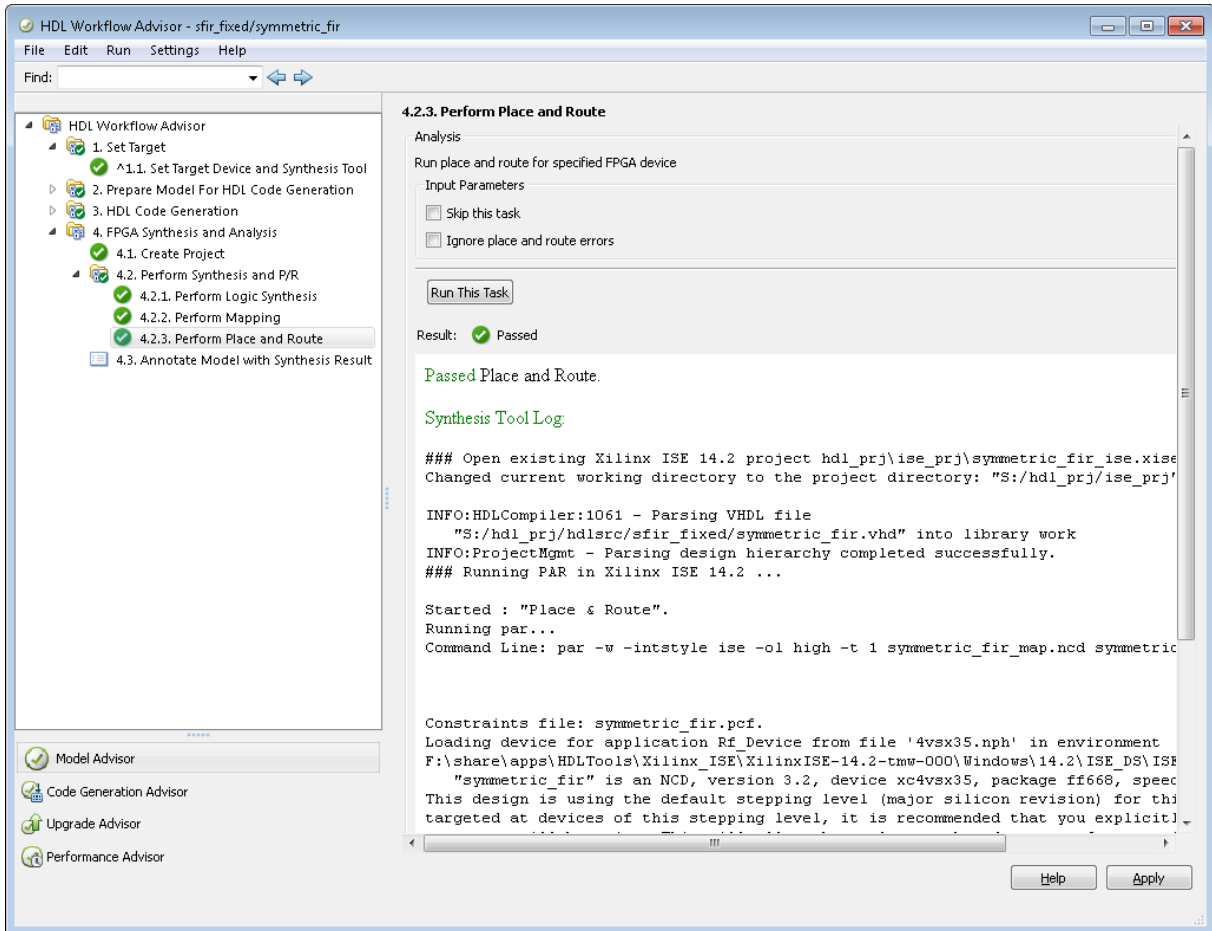 HDL Workflow Advisor - sfir_fixed/symmetric_fir
File Edit Run Settings Help
Find:
HDL Workflow Advisor
1. Set Target
^1.1. Set Target Device and Synthesis Tool
2. Prepare Model For HDL Code Generation
3. HDL Code Generation
4. FPGA Synthesis and Analysis
4.1. Create Project
4.2. Perform Synthesis and P/R
4.2.1. Perform Logic Synthesis
4.2.2. Perform Mapping
4.2.3. Perform Place and Route
4.3. Annotate Model with Synthesis Result
Model Advisor
Code Generation Advisor
Upgrade Advisor
Performance Advisor
4.2.3. Perform Place and Route
Analysis
Run place and route for specified FPGA device
Input Parameters
Skip this task
Ignore place and route errors
Run This Task
Result: Passed
Passed Place and Route.
Synthesis Tool Log:
### Open existing Xilinx ISE 14.2 project hdl_prj\ise_prj\symmetric_fir_ise.xise
Changed current working directory to the project directory: "S:/hdl_prj/ise_prj"
INFO:HDLCompiler:1061 - Parsing VHDL file
"S:/hdl_prj/hdlsrc/sfir_fixed/symmetric_fir.vhd" into library work
INFO:ProjectMgmt - Parsing design hierarchy completed successfully.
### Running PAR in Xilinx ISE 14.2 ...
Started : "Place & Route".
Running par...
Command Line: par -w -intstyle ise -ol high -t 1 symmetric_fir_map.ncd symmetric
Constraints file: symmetric_fir.pcf.
Loading device for application Rf_Device from file '4vsx35.nph' in environment
F:\share\apps\HDLTools\Xilinx_ISE\XilinxISE-14.2-tmw-000\Windows\14.2\ISE_DS\ISE
"symmetric_fir" is an NCD, version 3.2, device xc4vsx35, package ff668, speed
This design is using the default stepping level (major silicon revision) for thi
targeted at devices of this stepping level, it is recommended that you explicitl
Help
Apply